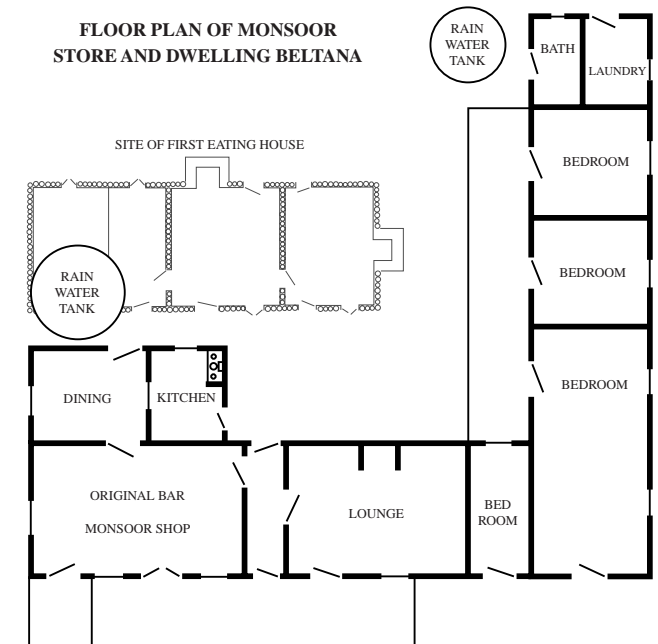 FLOOR PLAN OF MONSOOR
STORE AND DWELLING BELTANA
RAIN
WATER
TANK
BATH
LAUNDRY
SITE OF FIRST EATING HOUSE
BEDROOM
RAIN
WATER
TANK
BEDROOM
BEDROOM
DINING
KITCHEN
ORIGINAL BAR
MONSOOR SHOP
LOUNGE
BED
ROOM